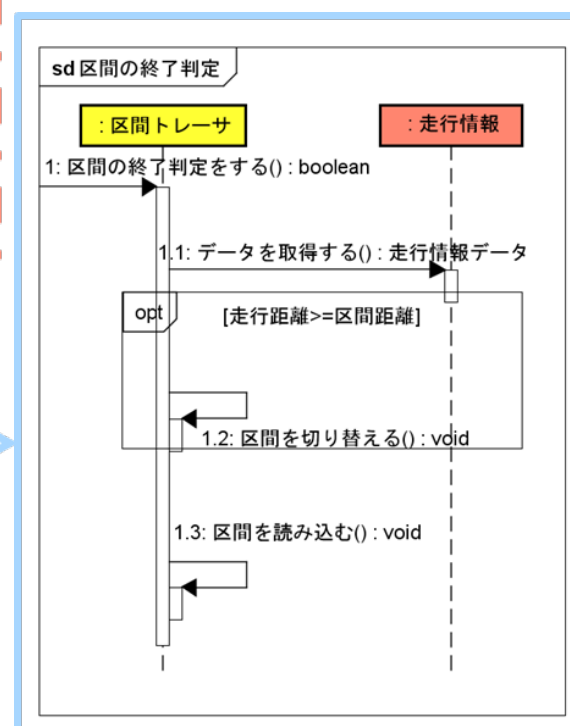 sd 区間の終了判定
: 区間トレーサ
: 走行情報
1: 区間の終了判定をする() : boolean
1.1: データを取得する() : 走行情報データ
opt
[走行距離>=区間距離]
1.2: 区間を切り替える() : void
1.3: 区間を読み込む() : void